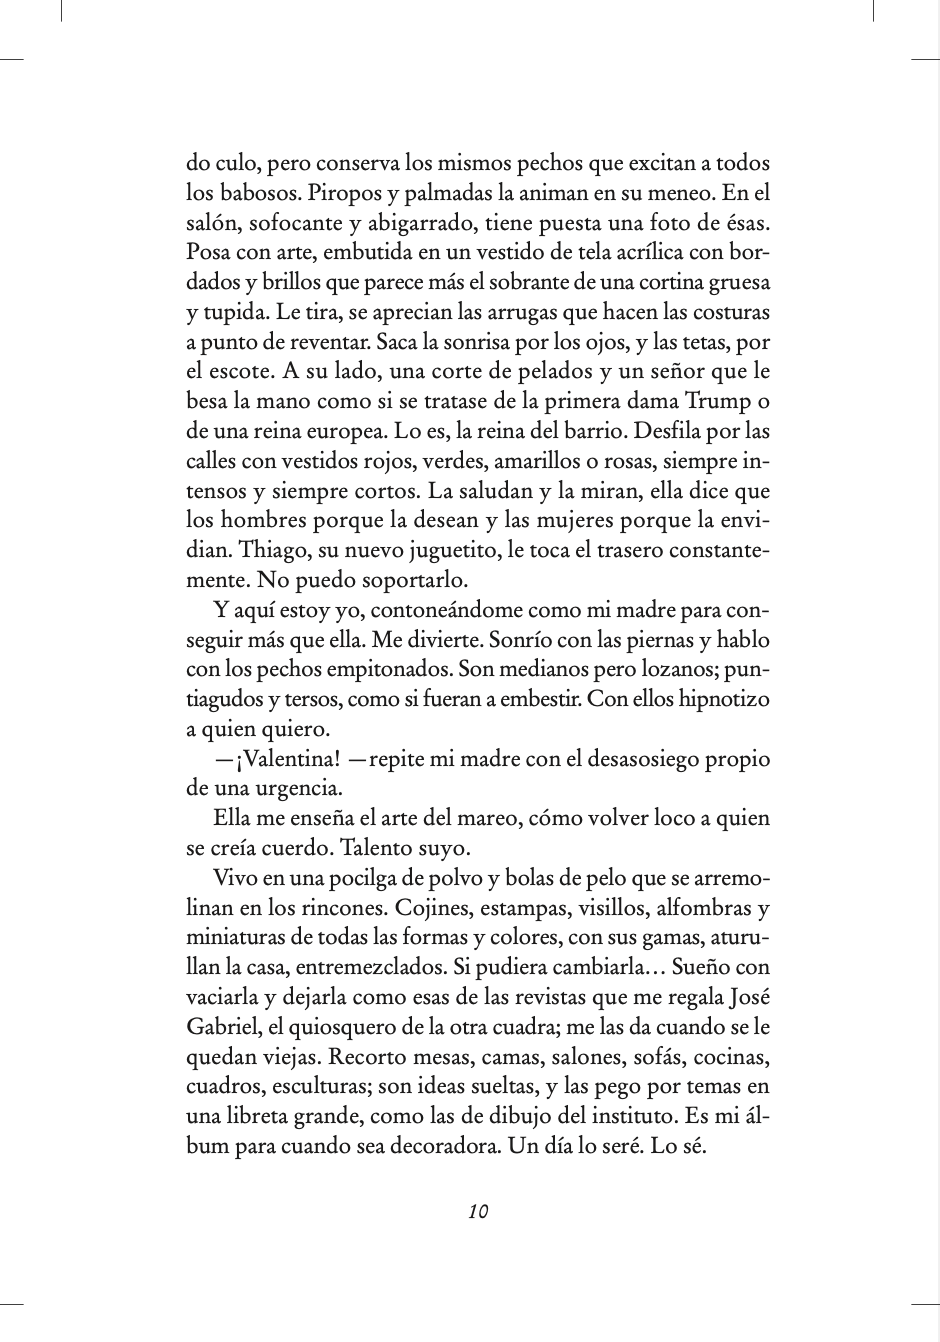 do culo, pero conserva los mismos pechos que excitan a todos
los babosos. Piropos y palmadas la animan en su meneo. En el
salón, sofocante y abigarrado, tiene puesta una foto de ésas.
Posa con arte, embutida en un vestido de tela acrílica con bor-
dados y brillos que parece más el sobrante de una cortina gruesa
y tupida. Le tira, se aprecian las arrugas que hacen las costuras
a punto de reventar. Saca la sonrisa por los ojos, y las tetas, por
el escote. A su lado, una corte de pelados y un señor que le
besa la mano como si se tratase de la primera dama Trump o
de una reina europea. Lo es, la reina del barrio. Desfila por las
calles con vestidos rojos, verdes, amarillos o rosas, siempre in-
tensos y siempre cortos. La saludan y la miran, ella dice que
los hombres porque la desean y las mujeres porque la envi-
dian. Thiago, su nuevo juguetito, le toca el trasero constante-
mente. No puedo soportarlo.
Y aquí estoy yo, contoneándome como mi madre para con-
seguir más que ella. Me divierte. Sonrío con las piernas y hablo
con los pechos empitonados. Son medianos pero lozanos; pun-
tiagudos y tersos, como si fueran a embestir. Con ellos hipnotizo
a quien quiero.
—¡Valentina! —repite mi madre con el desasosiego propio
de una urgencia.
Ella me enseña el arte del mareo, cómo volver loco a quien
se creía cuerdo. Talento suyo.
Vivo en una pocilga de polvo y bolas de pelo que se arremo-
linan en los rincones. Cojines, estampas, visillos, alfombras y
miniaturas de todas las formas y colores, con sus gamas, aturu-
llan la casa, entremezclados. Si pudiera cambiarla… Sueño con
vaciarla y dejarla como esas de las revistas que me regala José
Gabriel, el quiosquero de la otra cuadra; me las da cuando se le
quedan viejas. Recorto mesas, camas, salones, sofás, cocinas,
cuadros, esculturas; son ideas sueltas, y las pego por temas en
una libreta grande, como las de dibujo del instituto. Es mi ál-
bum para cuando sea decoradora. Un día lo seré. Lo sé.
10